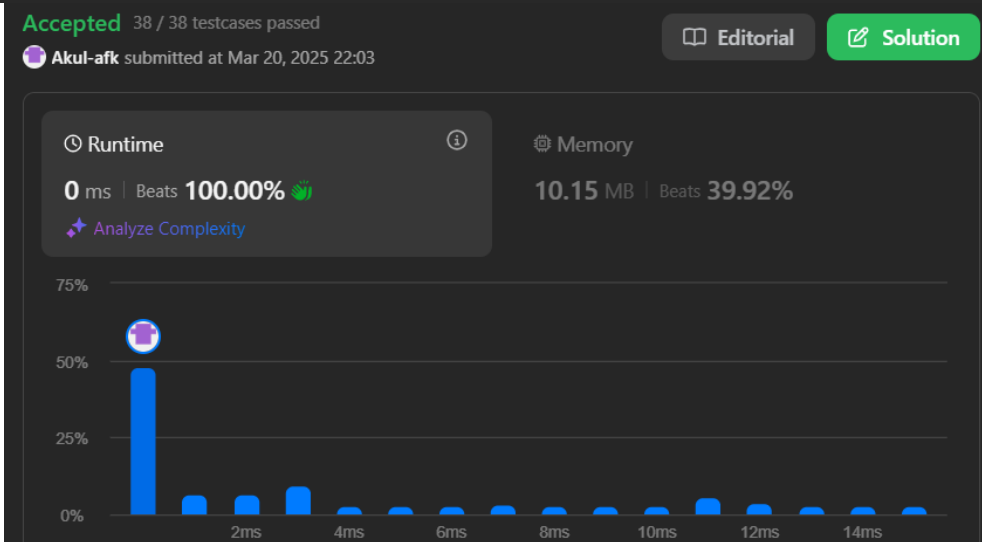 Accepted 38 / 38 testcases passed
Editorial
Solution
Akul-afk submitted at Mar 20, 2025 22:03
Runtime
0 ms | Beats 100.00%
Analyze Complexity
Memory
10.15 MB | Beats 39.92%
75%
50%
25%
0%
2ms 4ms 6ms 8ms 10ms 12ms 14ms